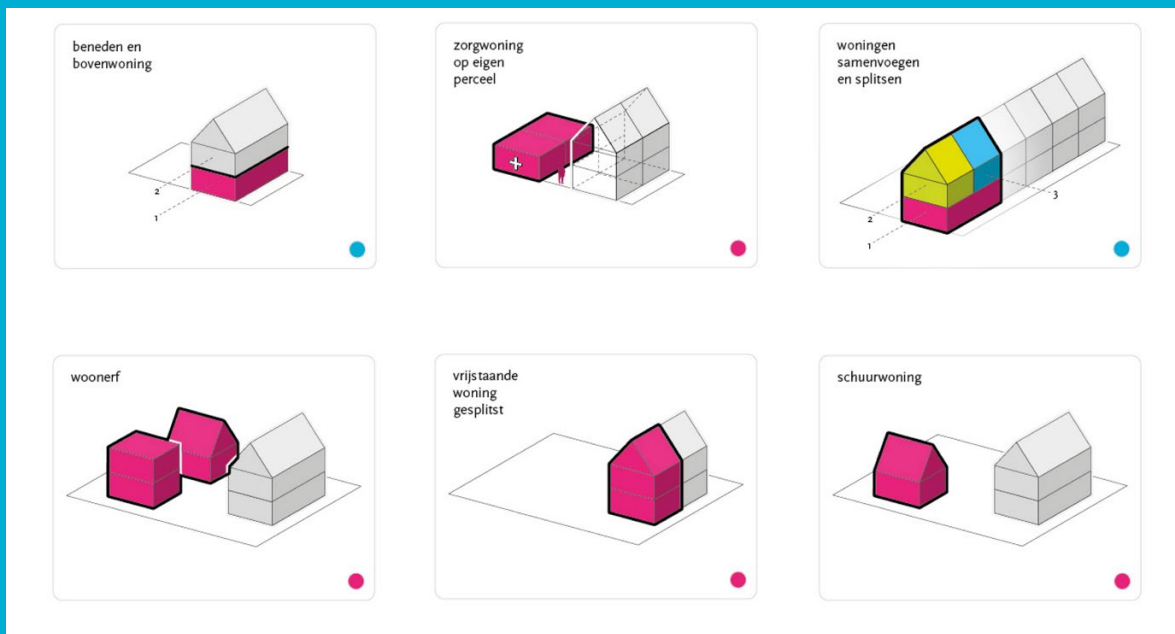 beneden en
bovenwoning
2
1
zorgwoning
op eigen
perceel
woningen
samenvoegen
en splitsen
3
2
1
woonerf
vrijstaande
woning
gesplitst
schuurwoning